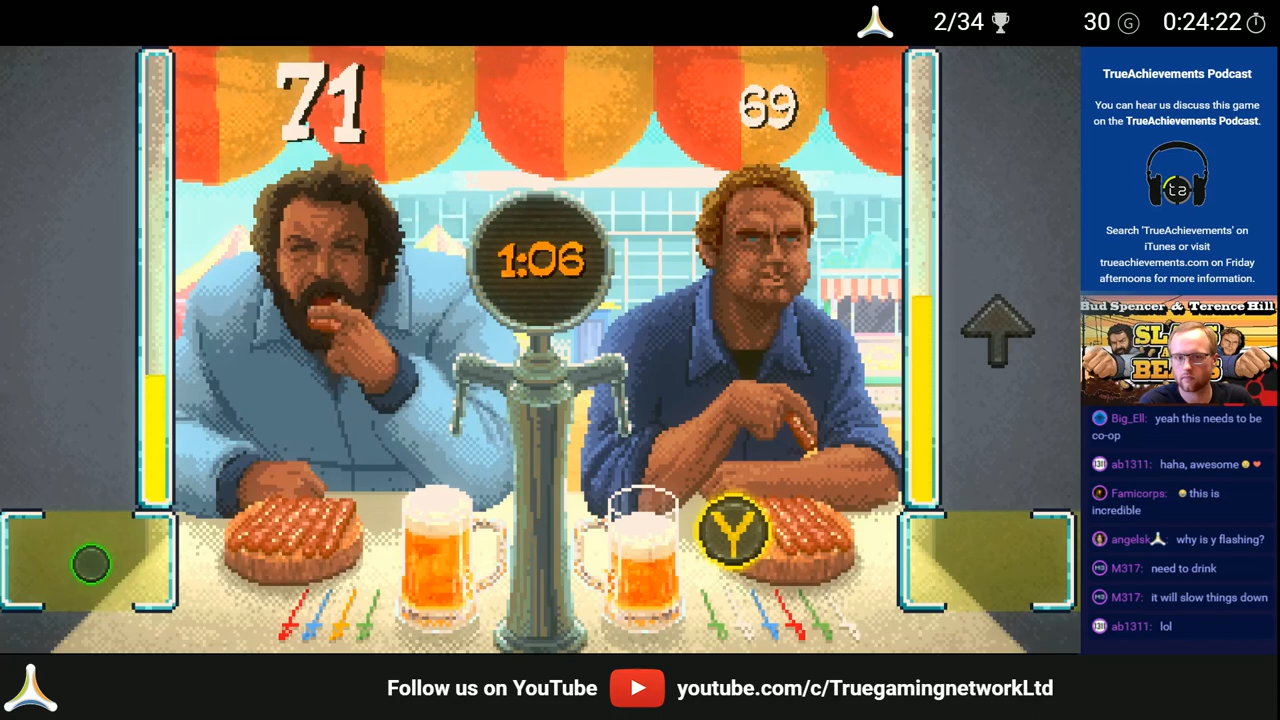 2/34
30 G
0:24:22
71
69
1:06
Y
TrueAchievements Podcast
You can hear us discuss this game
on the TrueAchievements Podcast.
ta
Search 'TrueAchievements' on
iTunes or visit
trueachievements.com on Friday
afternoons for more information.
Bud Spencer & Terence Hill
Big_Ell: yeah this needs to be
co-op
ab1311: haha, awesome
Famicorps: this is
incredible
angelsk: why is y flashing?
M317: need to drink
M317: it will slow things down
ab1311: lol
Follow us on YouTube
youtube.com/c/TruegamingnetworkLtd